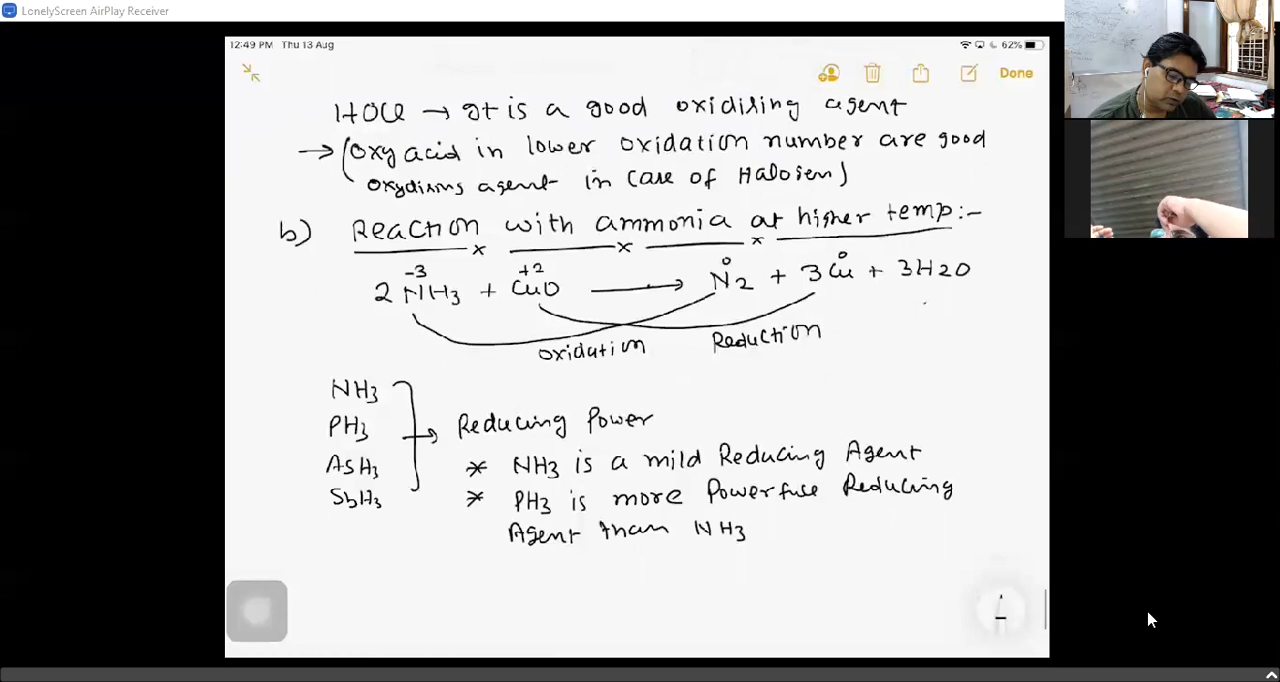 LonelyScreen AirPlay Receiver
12:49 PM Thu 13 Aug
62%
Done
HOCl → It is a good oxidising agent
→ (Oxy acid in lower oxidation number are good
oxydising agent in case of Halogen)
b) Reaction with ammonia at higher temp:-
-3 +2 0 0
2 NH3 + CuO → N2 + 3Cu + 3H2O
Oxidation Reduction
NH3
PH3
AsH3
SbH3
→ Reducing Power
* NH3 is a mild Reducing Agent
* PH3 is more Powerful Reducing
Agent than NH3